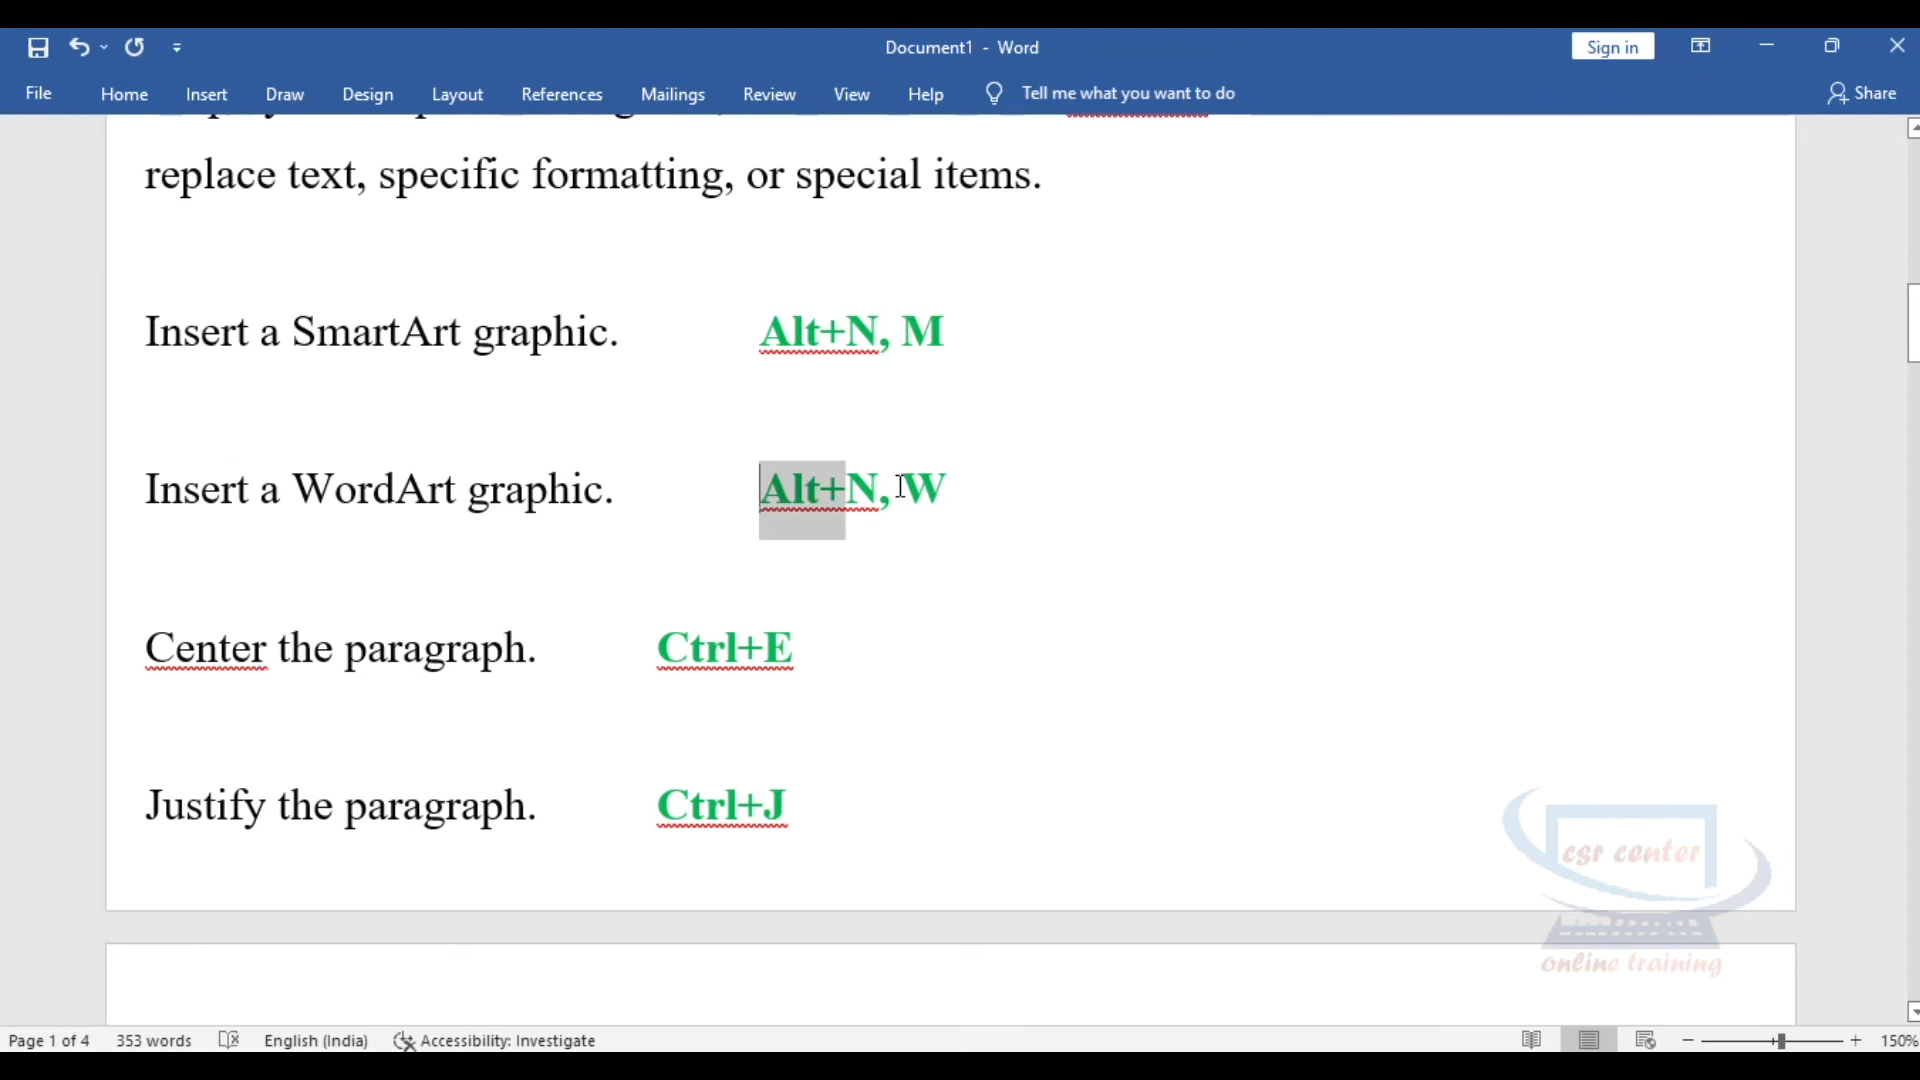 Document1 - Word
Sign in
File Home Insert Draw Design Layout References Mailings Review View Help Tell me what you want to do Share
replace text, specific formatting, or special items.
Insert a SmartArt graphic. Alt+N, M
Insert a WordArt graphic. Alt+N, W
Center the paragraph. Ctrl+E
Justify the paragraph. Ctrl+J
csr center
online training
Page 1 of 4 353 words English (India) Accessibility: Investigate 150%